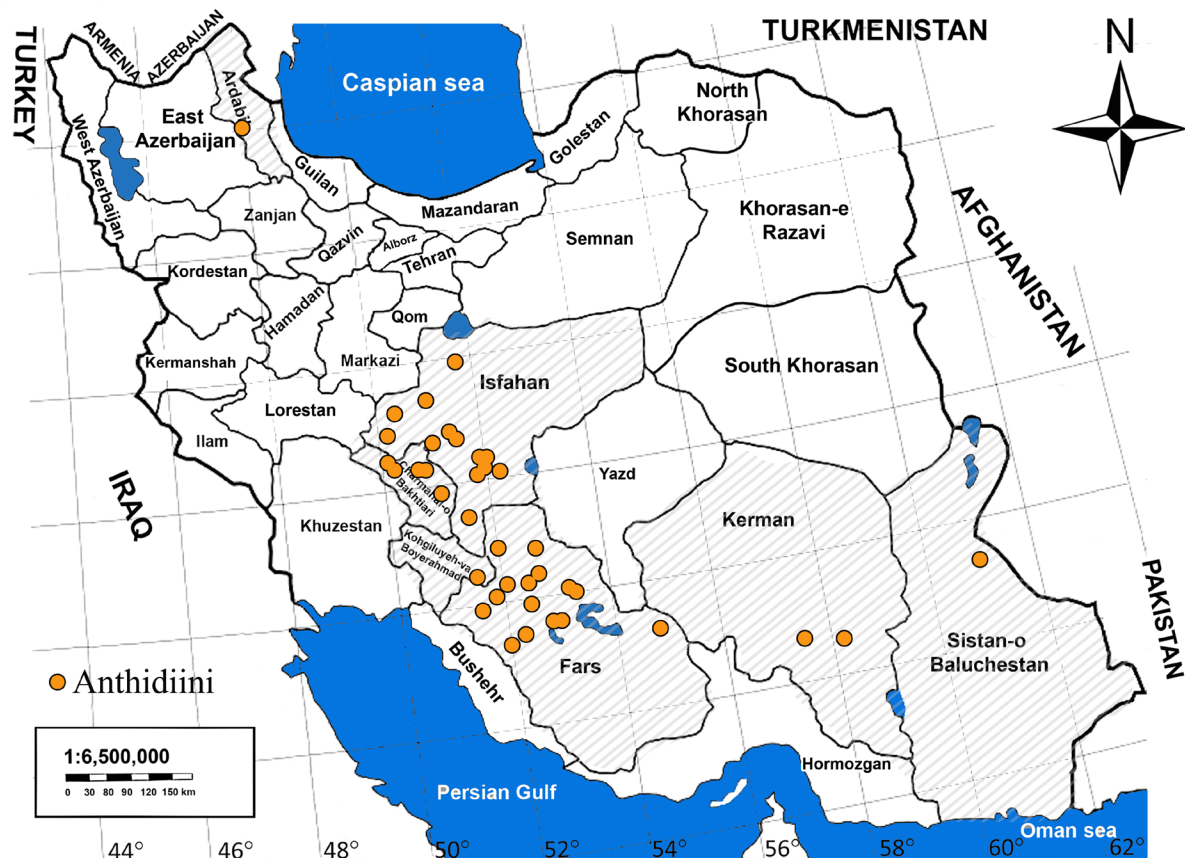 TURKMENISTAN
N
TURKEY
ARMENIA
AZERBAIJAN
Caspian sea
Ardabil
East
Azerbaijan
West Azerbaijan
North
Khorasan
Golestan
Guilan
Mazandaran
Zanjan
Khorasan-e
Razavi
AFGHANISTAN
Semnan
Qazvin
Alborz
Tehran
Kordestan
Hamadan
Qom
Kermanshah
Markazi
Isfahan
South Khorasan
Lorestan
Ilam
IRAQ
Charmahal-o
Bakhtiari
Yazd
Khuzestan
Kerman
Kohgiluyeh-va
Boyerahmad
PAKISTAN
Sistan-o
Baluchestan
Fars
Bushehr
Anthidiini
1:6,500,000
0 30 80 90 120 150 km
Hormozgan
Persian Gulf
Oman sea
44° 46° 48° 50° 52° 54° 56° 58° 60° 62°